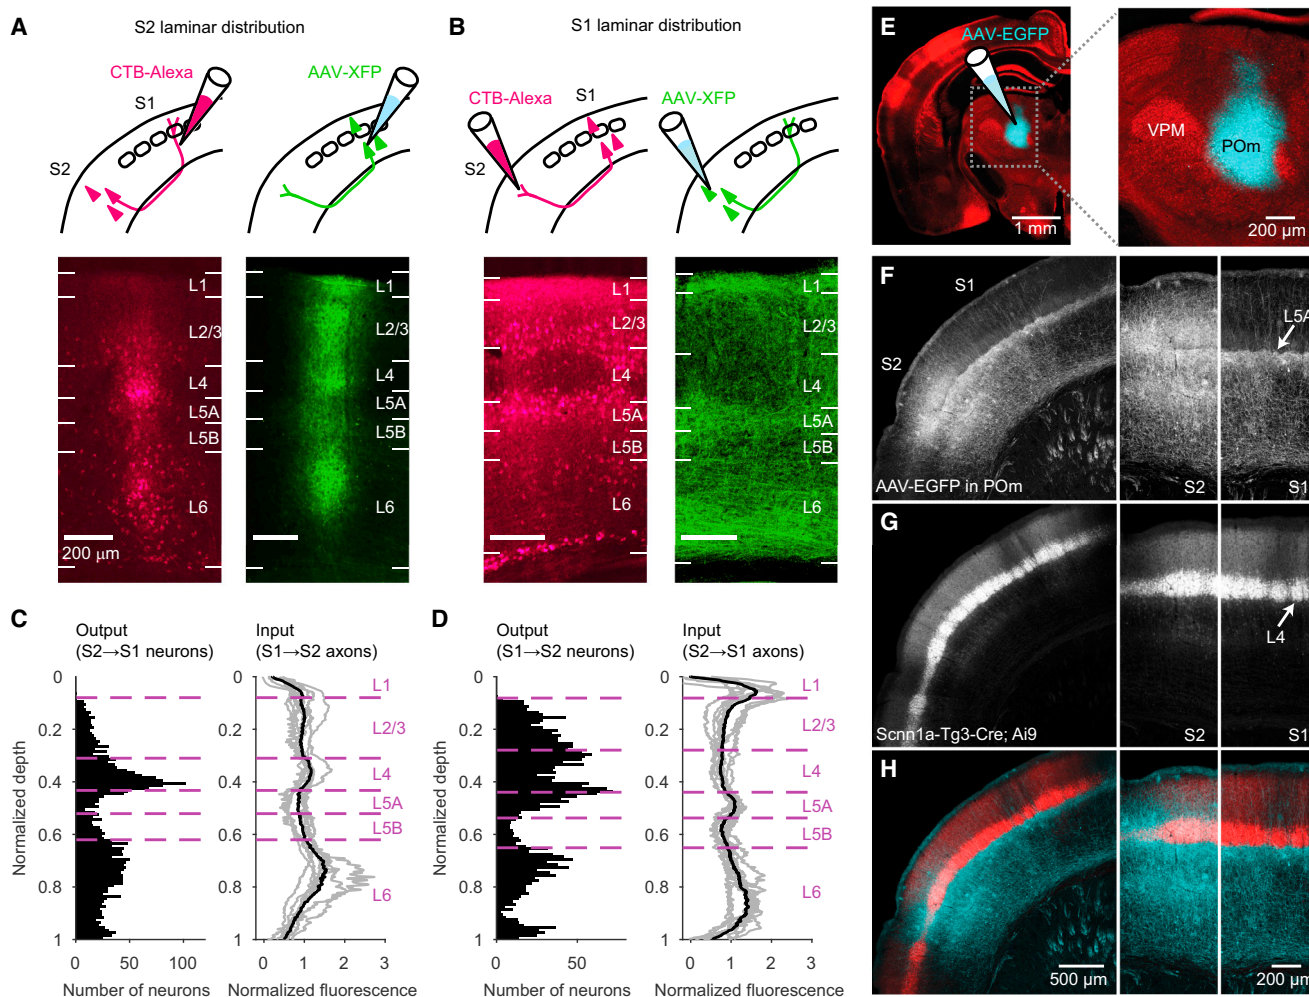 A
S2 laminar distribution
CTB-Alexa
S1
S2
AAV-XFP
L1
L2/3
L4
L5A
L5B
L6
200 μm
L1
L2/3
L4
L5A
L5B
L6
B
S1 laminar distribution
CTB-Alexa
S1
S2
AAV-XFP
L1
L2/3
L4
L5A
L5B
L6
L1
L2/3
L4
L5A
L5B
L6
C
Output
(S2→S1 neurons)
Input
(S1→S2 axons)
Normalized depth
0
0.2
0.4
0.6
0.8
1
0
50
100
Number of neurons
L1
L2/3
L4
L5A
L5B
L6
0
1
2
3
Normalized fluorescence
D
Output
(S1→S2 neurons)
Input
(S2→S1 axons)
Normalized depth
0
0.2
0.4
0.6
0.8
1
0
50
Number of neurons
L1
L2/3
L4
L5A
L5B
L6
0
1
2
3
Normalized fluorescence
E
AAV-EGFP
1 mm
VPM
POm
200 μm
F
S1
S2
AAV-EGFP in POm
L5A
S2
S1
G
Scnn1a-Tg3-Cre; Ai9
L4
S2
S1
H
500 μm
200 μm